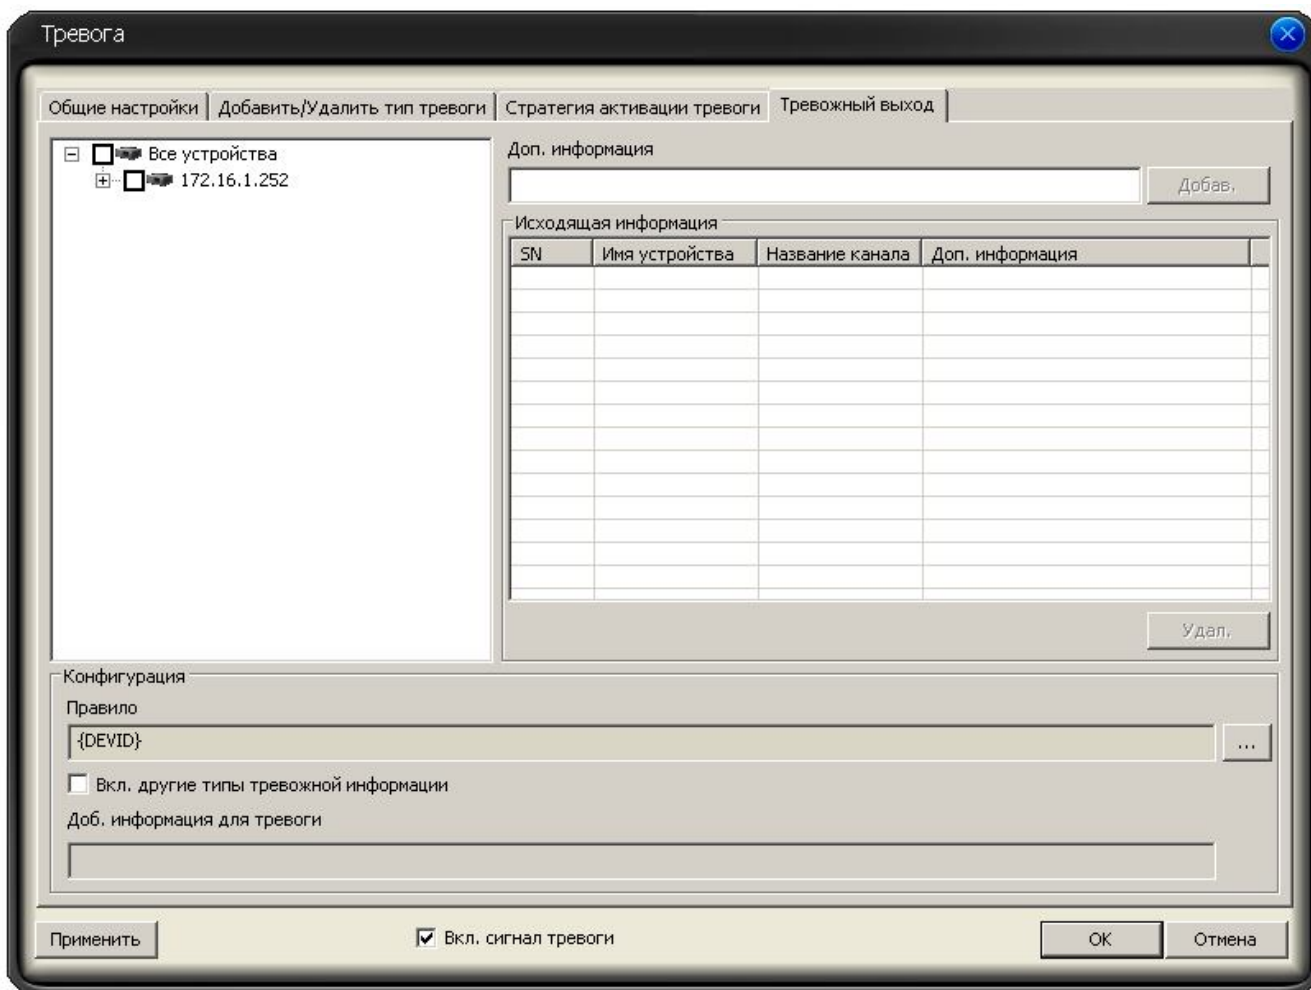 Тревога
Общие настройки Добавить/Удалить тип тревоги Стратегия активации тревоги Тревожный выход
Все устройства
172.16.1.252
Доп. информация
Добав.
Исходящая информация
SN Имя устройства Название канала Доп. информация
Удал.
Конфигурация
Правило
{DEVID}
...
Вкл. другие типы тревожной информации
Доб. информация для тревоги
Применить Вкл. сигнал тревоги OK Отмена